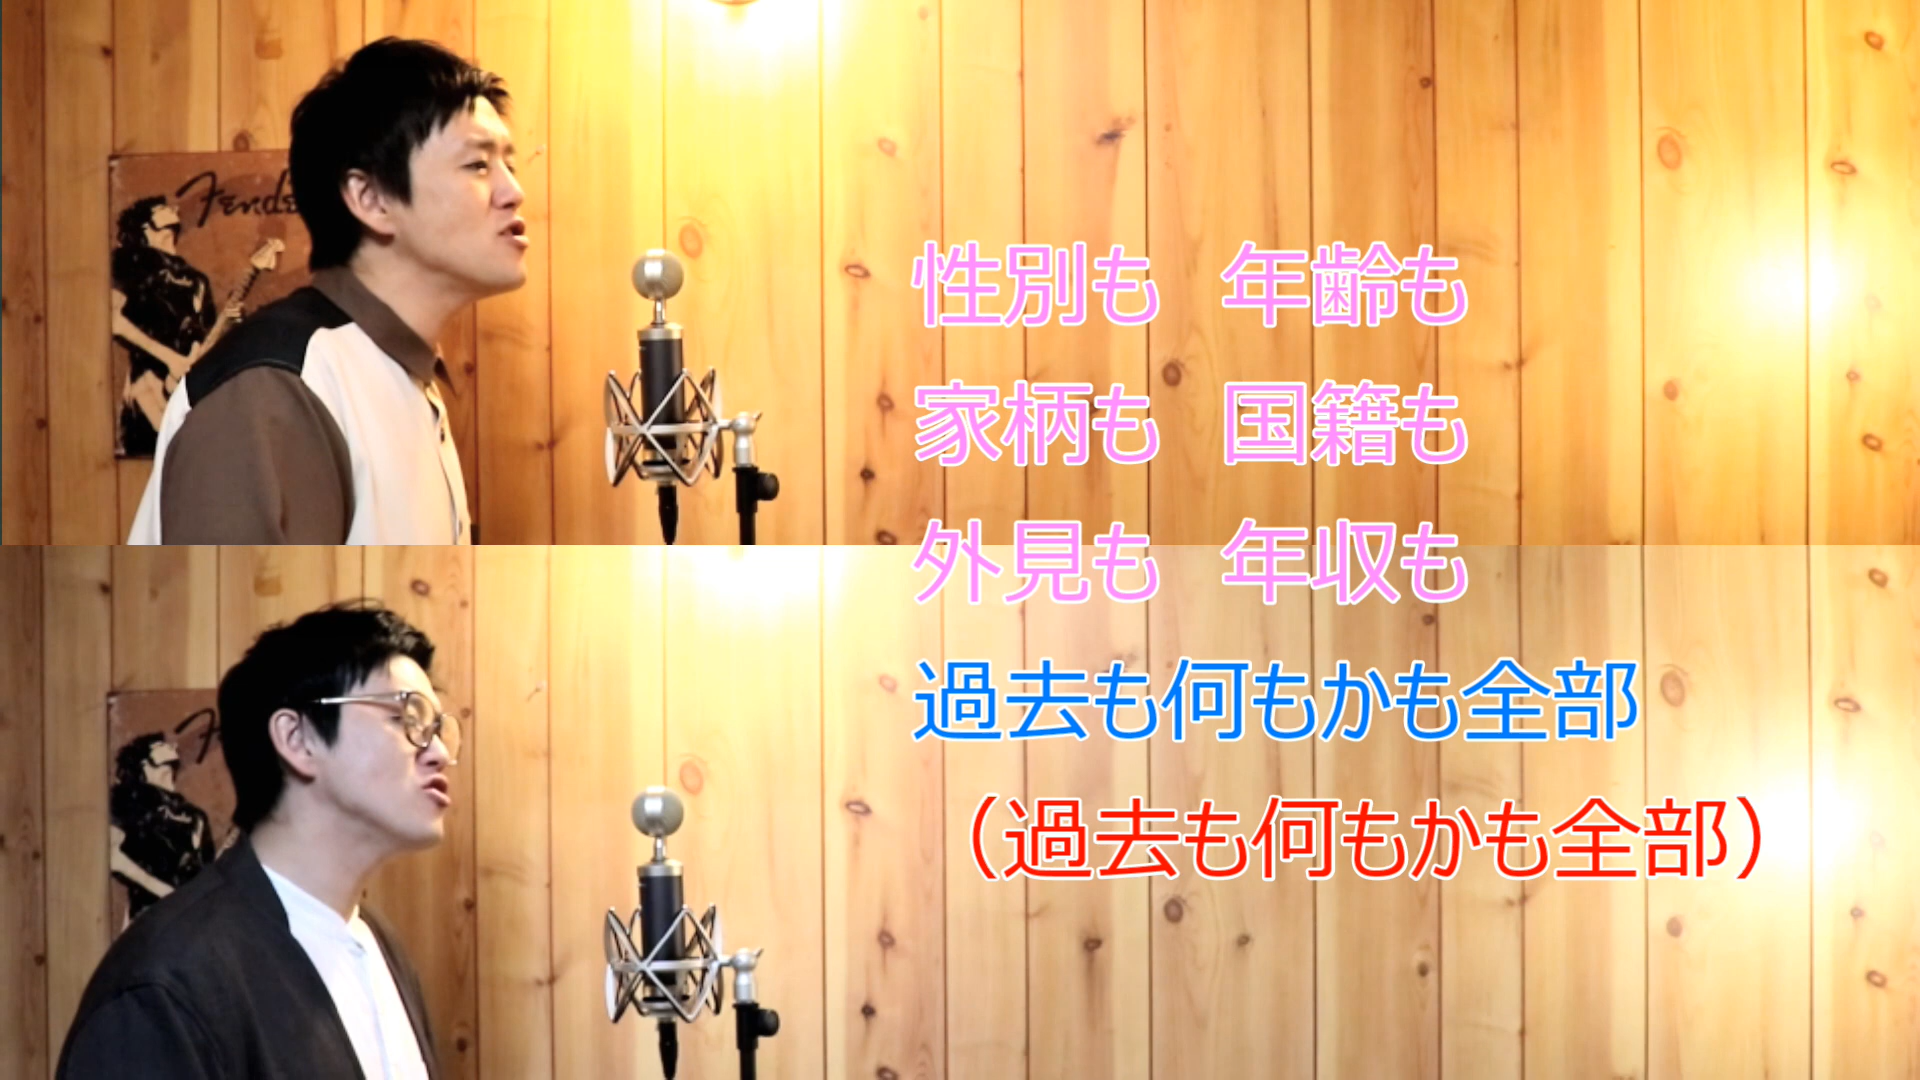 Fende
性別も 年齢も
家柄も 国籍も
外見も 年収も
過去も何もかも全部
（過去も何もかも全部）